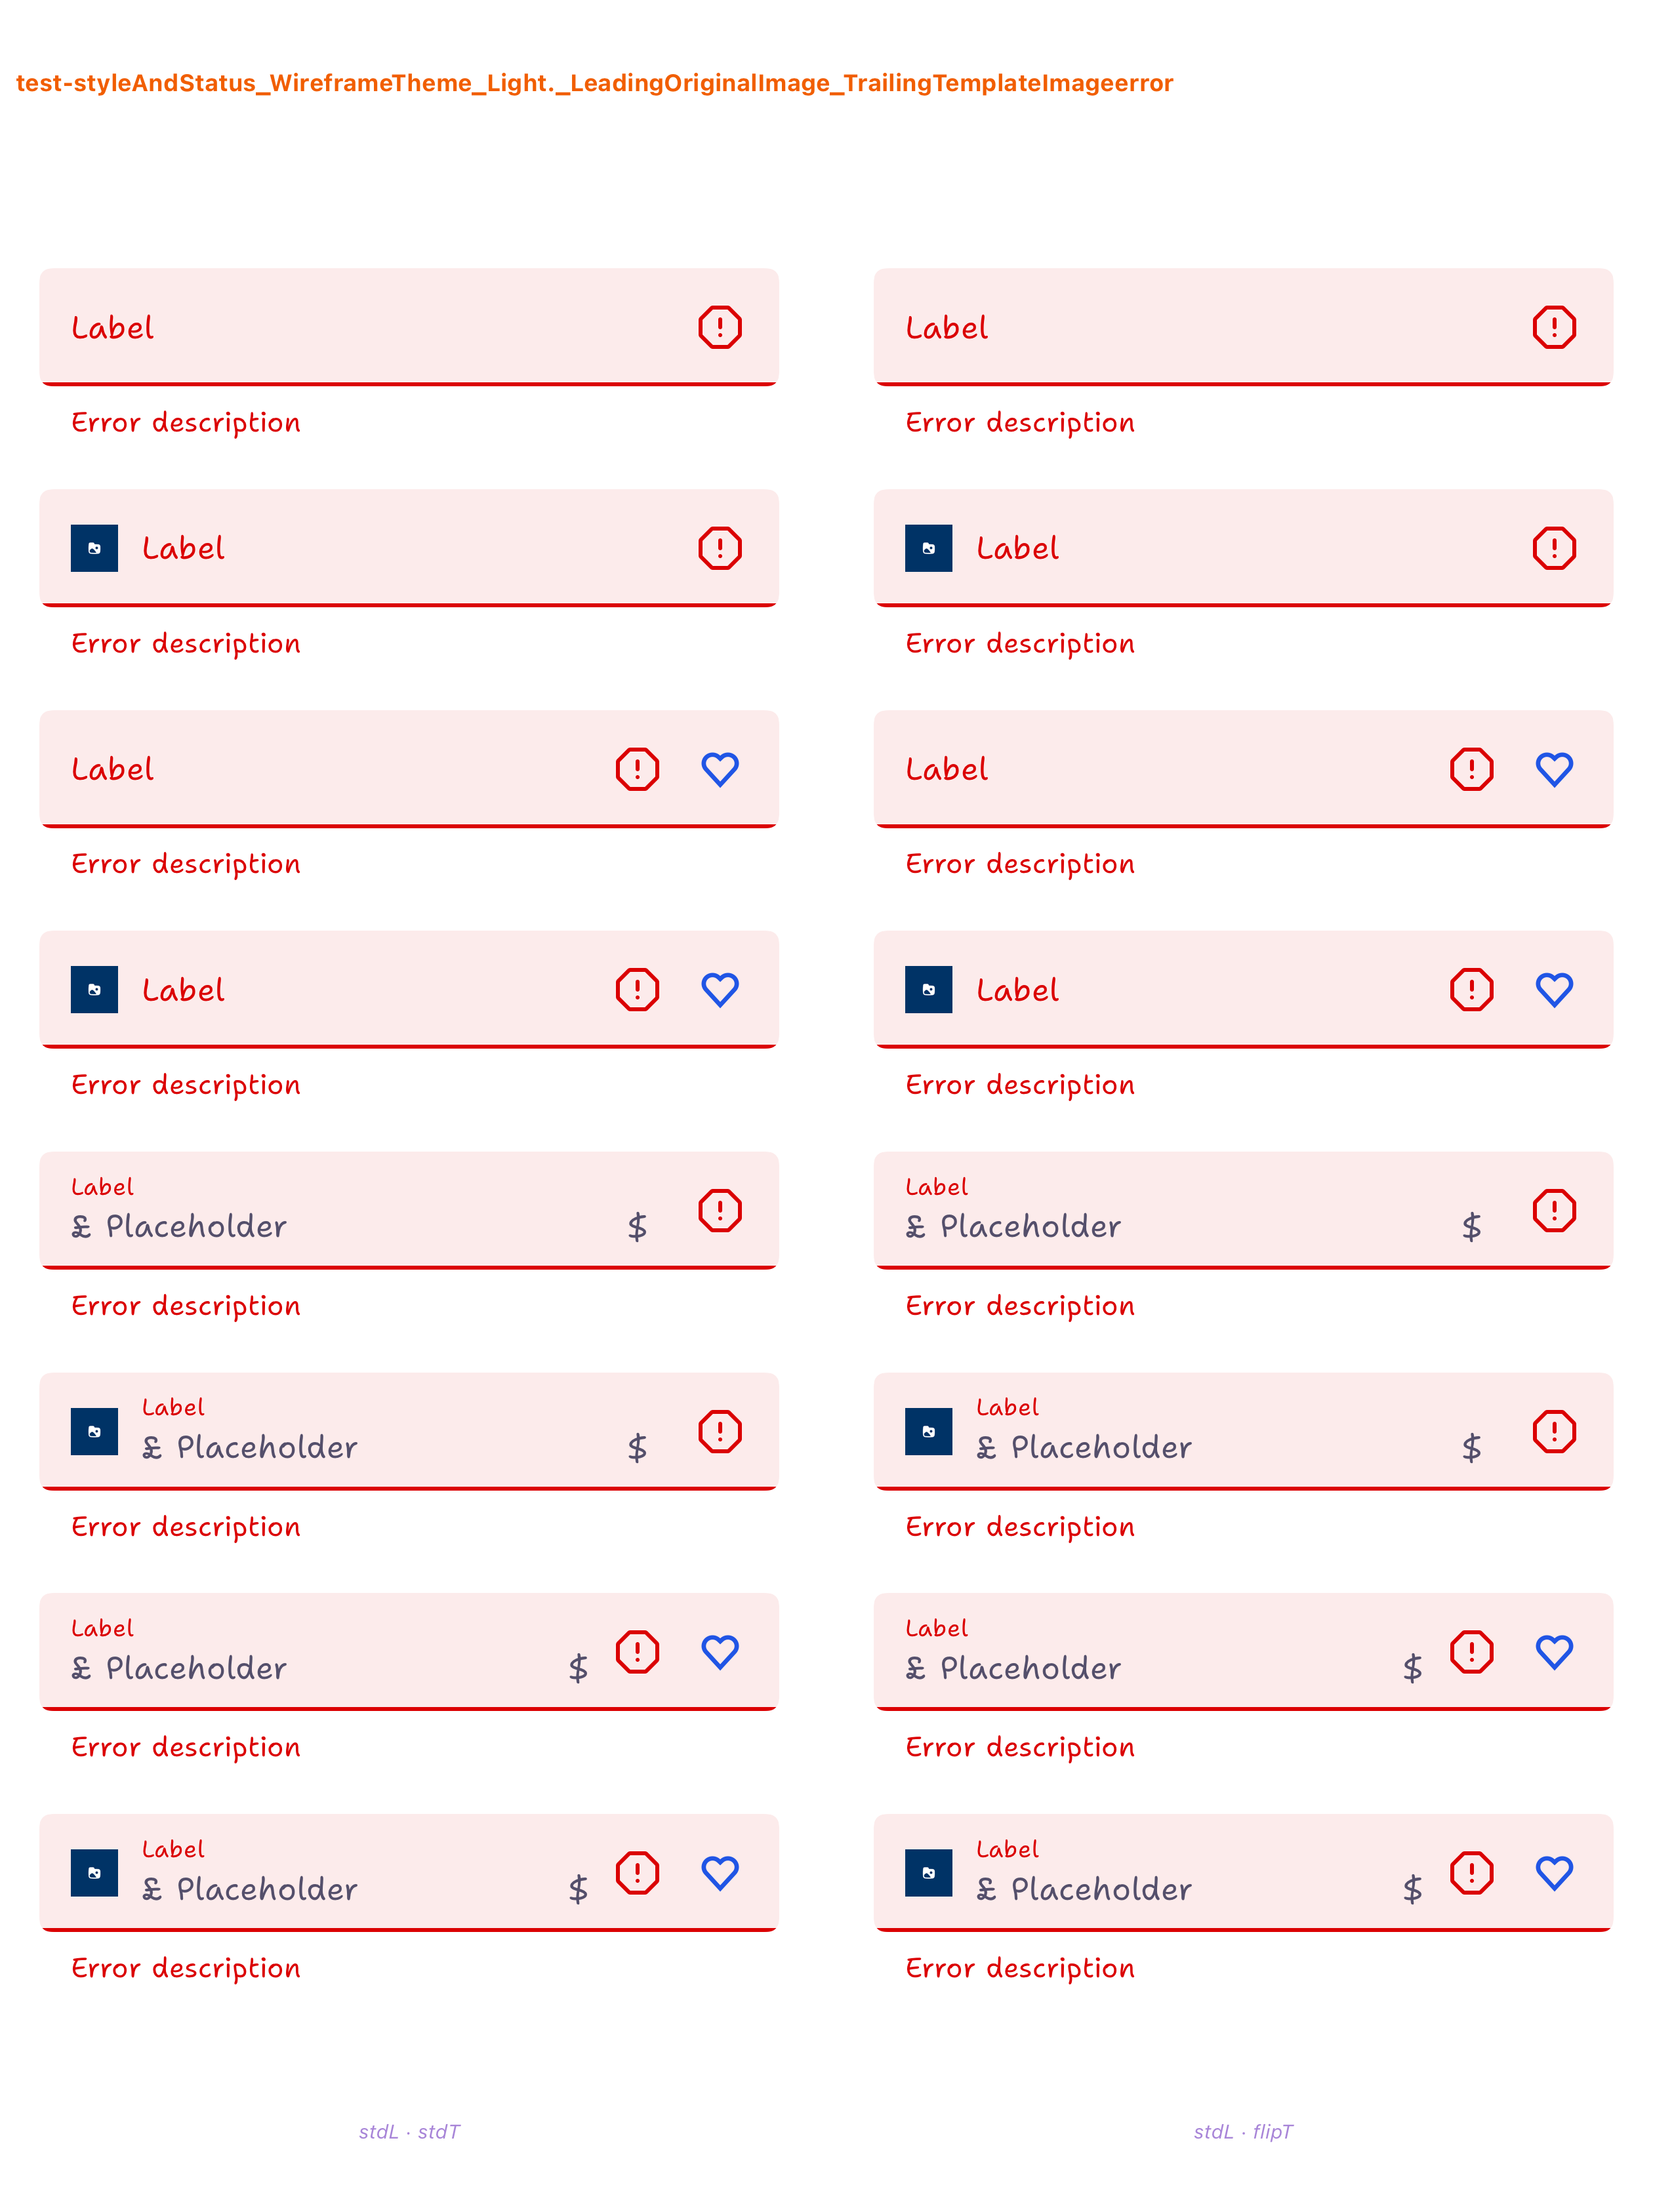 test-styleAndStatus_WireframeTheme_Light._LeadingOriginalImage_TrailingTemplateImageerror
Label
Error description
Label
Error description
Label
Error description
Label
Error description
Label
£ Placeholder $
Error description
Label
£ Placeholder $
Error description
Label
£ Placeholder $
Error description
Label
£ Placeholder $
Error description
stdL · stdT
Label
Error description
Label
Error description
Label
Error description
Label
Error description
Label
£ Placeholder $
Error description
Label
£ Placeholder $
Error description
Label
£ Placeholder $
Error description
Label
£ Placeholder $
Error description
stdL · flipT